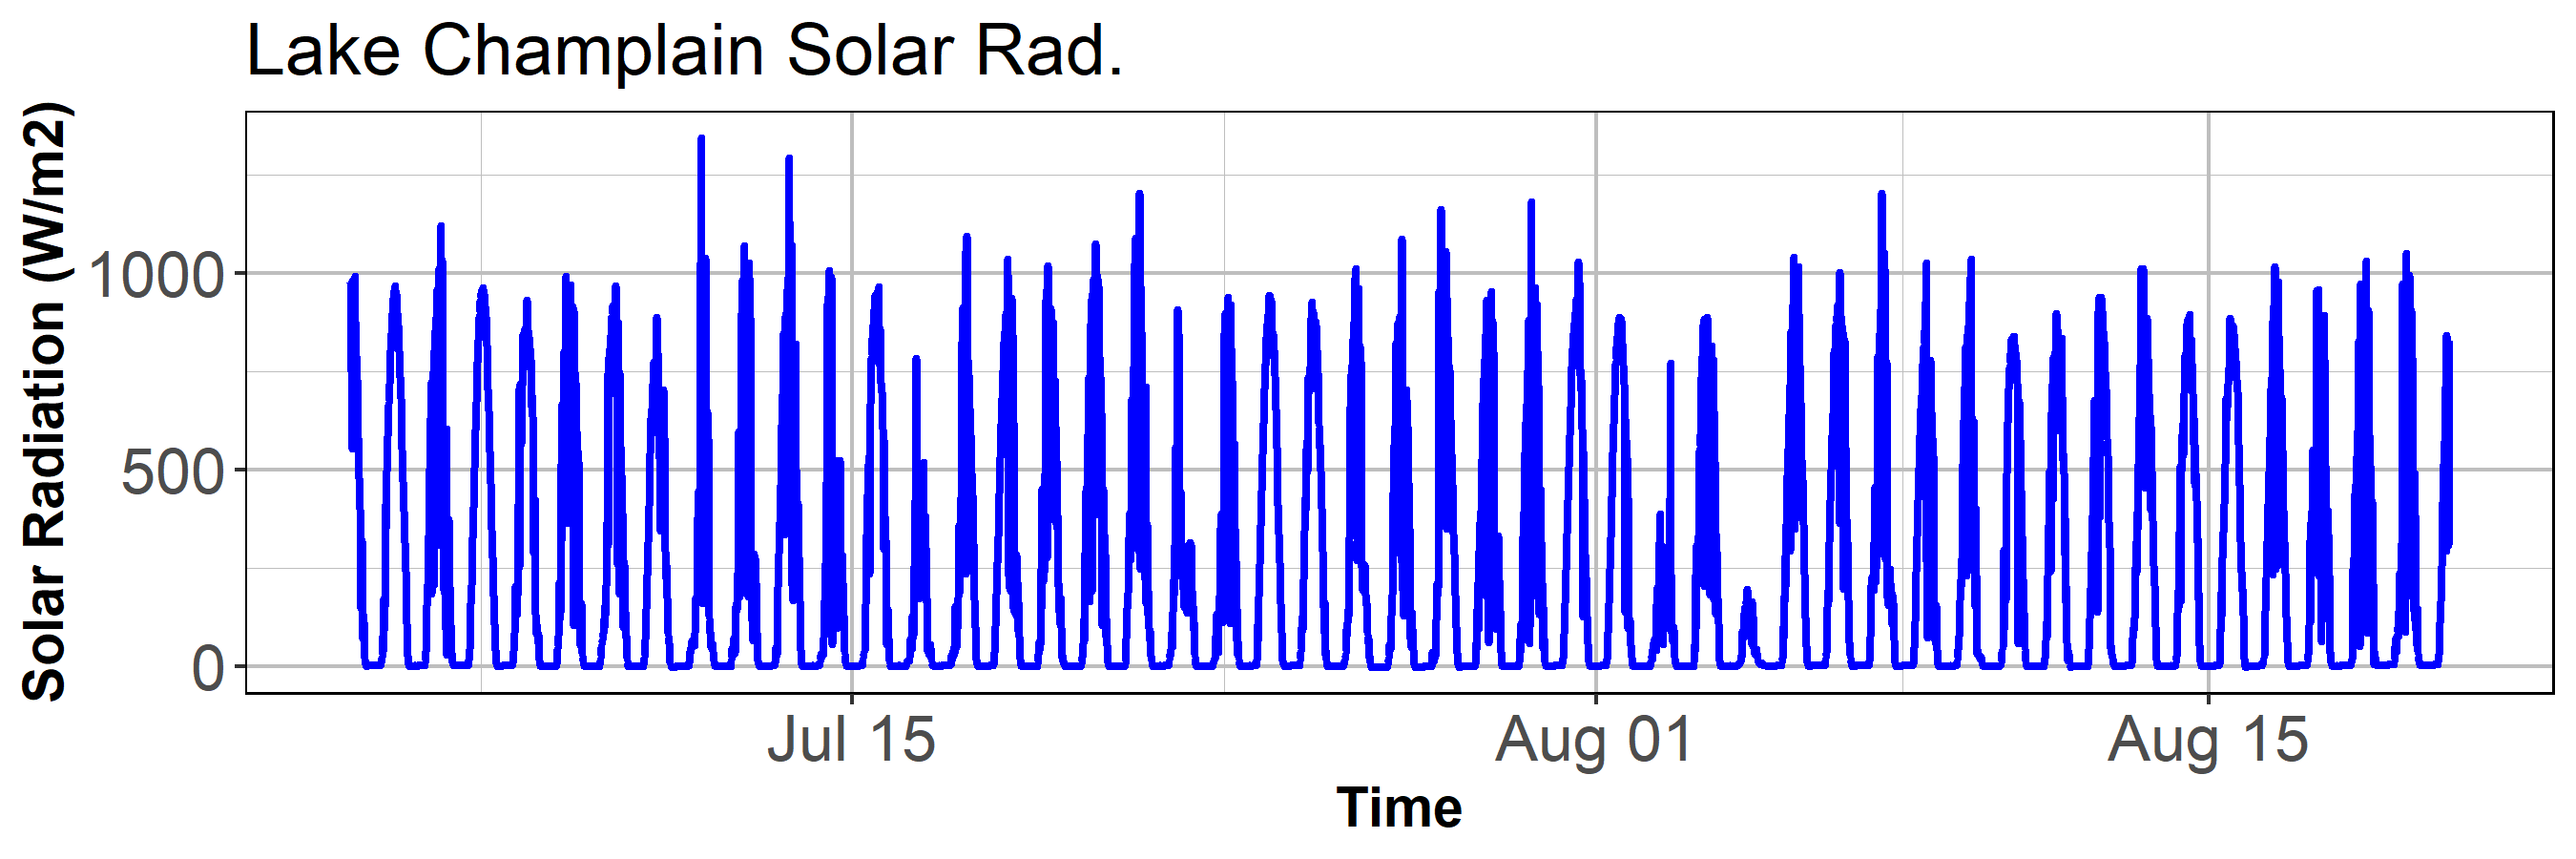 Lake Champlain Solar Rad.
Solar Radiation (W/m2)
1000
500
0
Jul 15
Aug 01
Aug 15
Time